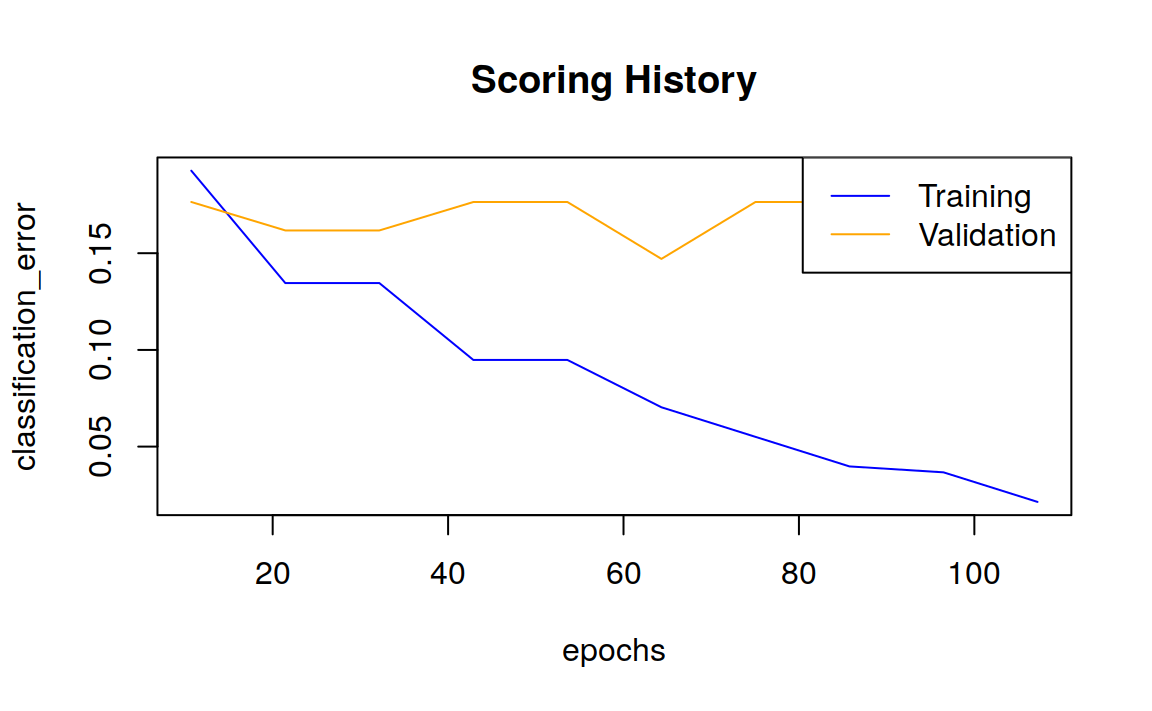 Scoring History
Training
Validation
classification_error
0.15
0.10
0.05
20 40 60 80 100
epochs